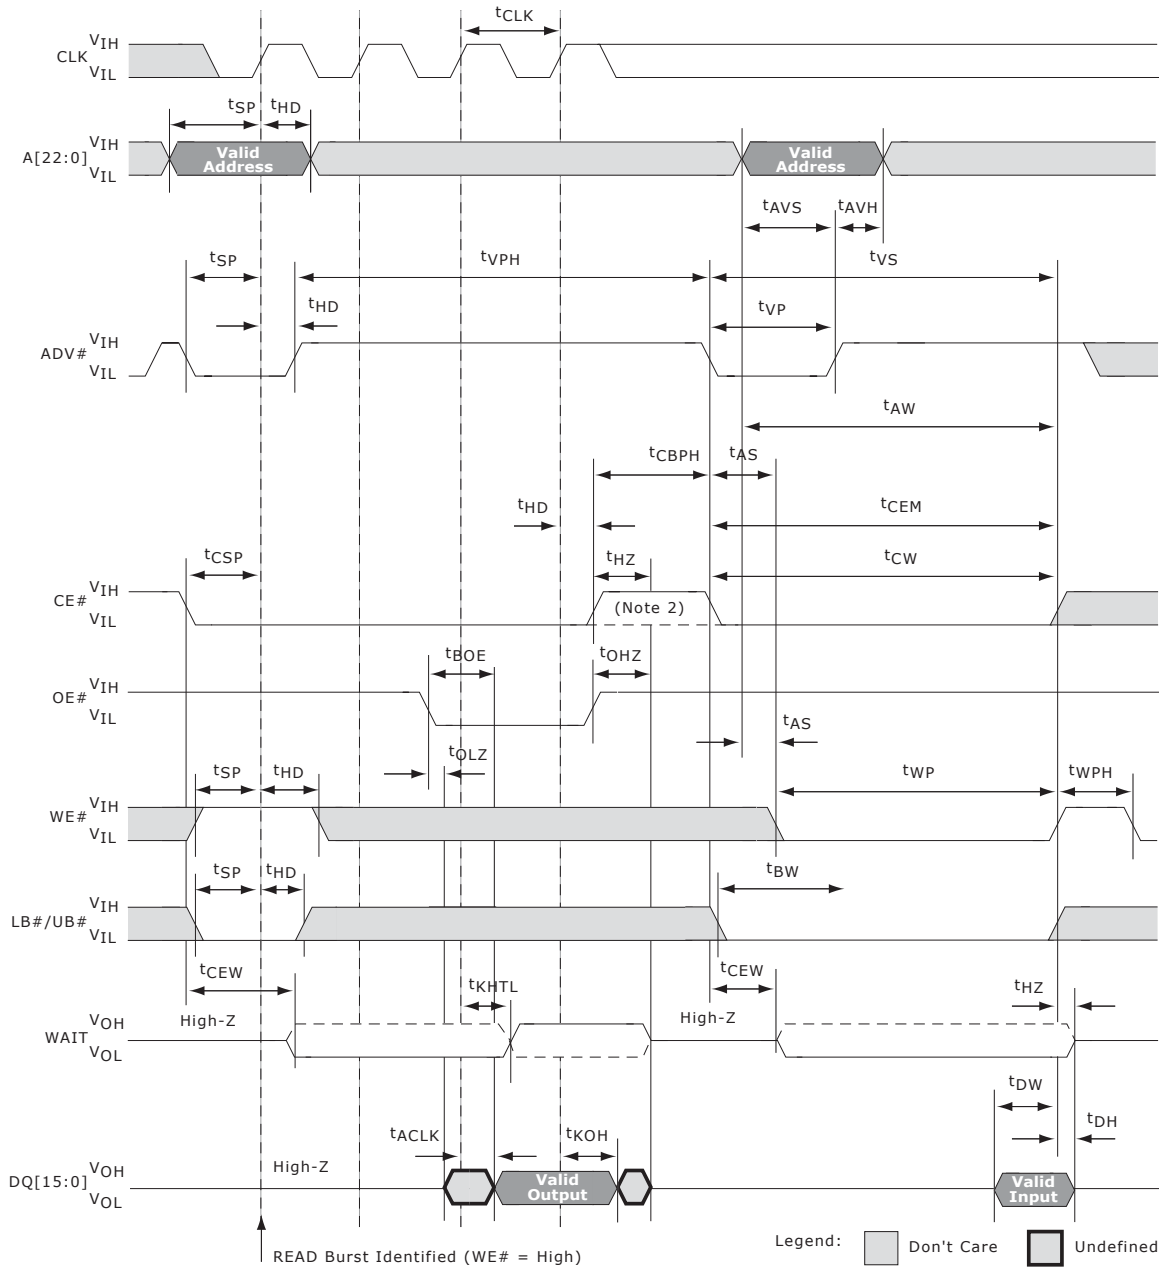 tCLK
VIH
CLK
VIL
tSP tHD
VIH
A[22:0]
VIL
Valid
Address
Valid
Address
tAVS tAVH
tSP tVPH tVS
tHD tVP
VIH
ADV#
VIL
tAW
tCBPH tAS
tHD tCEM
tCSP tHZ tCW
VIH
CE#
VIL
(Note 2)
tBOE tOHZ
VIH
OE#
VIL
tAS
tOLZ
tSP tHD tWP tWPH
VIH
WE#
VIL
tSP tHD tBW
VIH
LB#/UB#
VIL
tCEW tKHTL tCEW tHZ
High-Z High-Z
VOH
WAIT
VOL
tDW
tACLK tKOH tDH
High-Z
VOH
DQ[15:0]
VOL
Valid
Output
Valid
Input
READ Burst Identified (WE# = High)
Legend: Don't Care Undefined